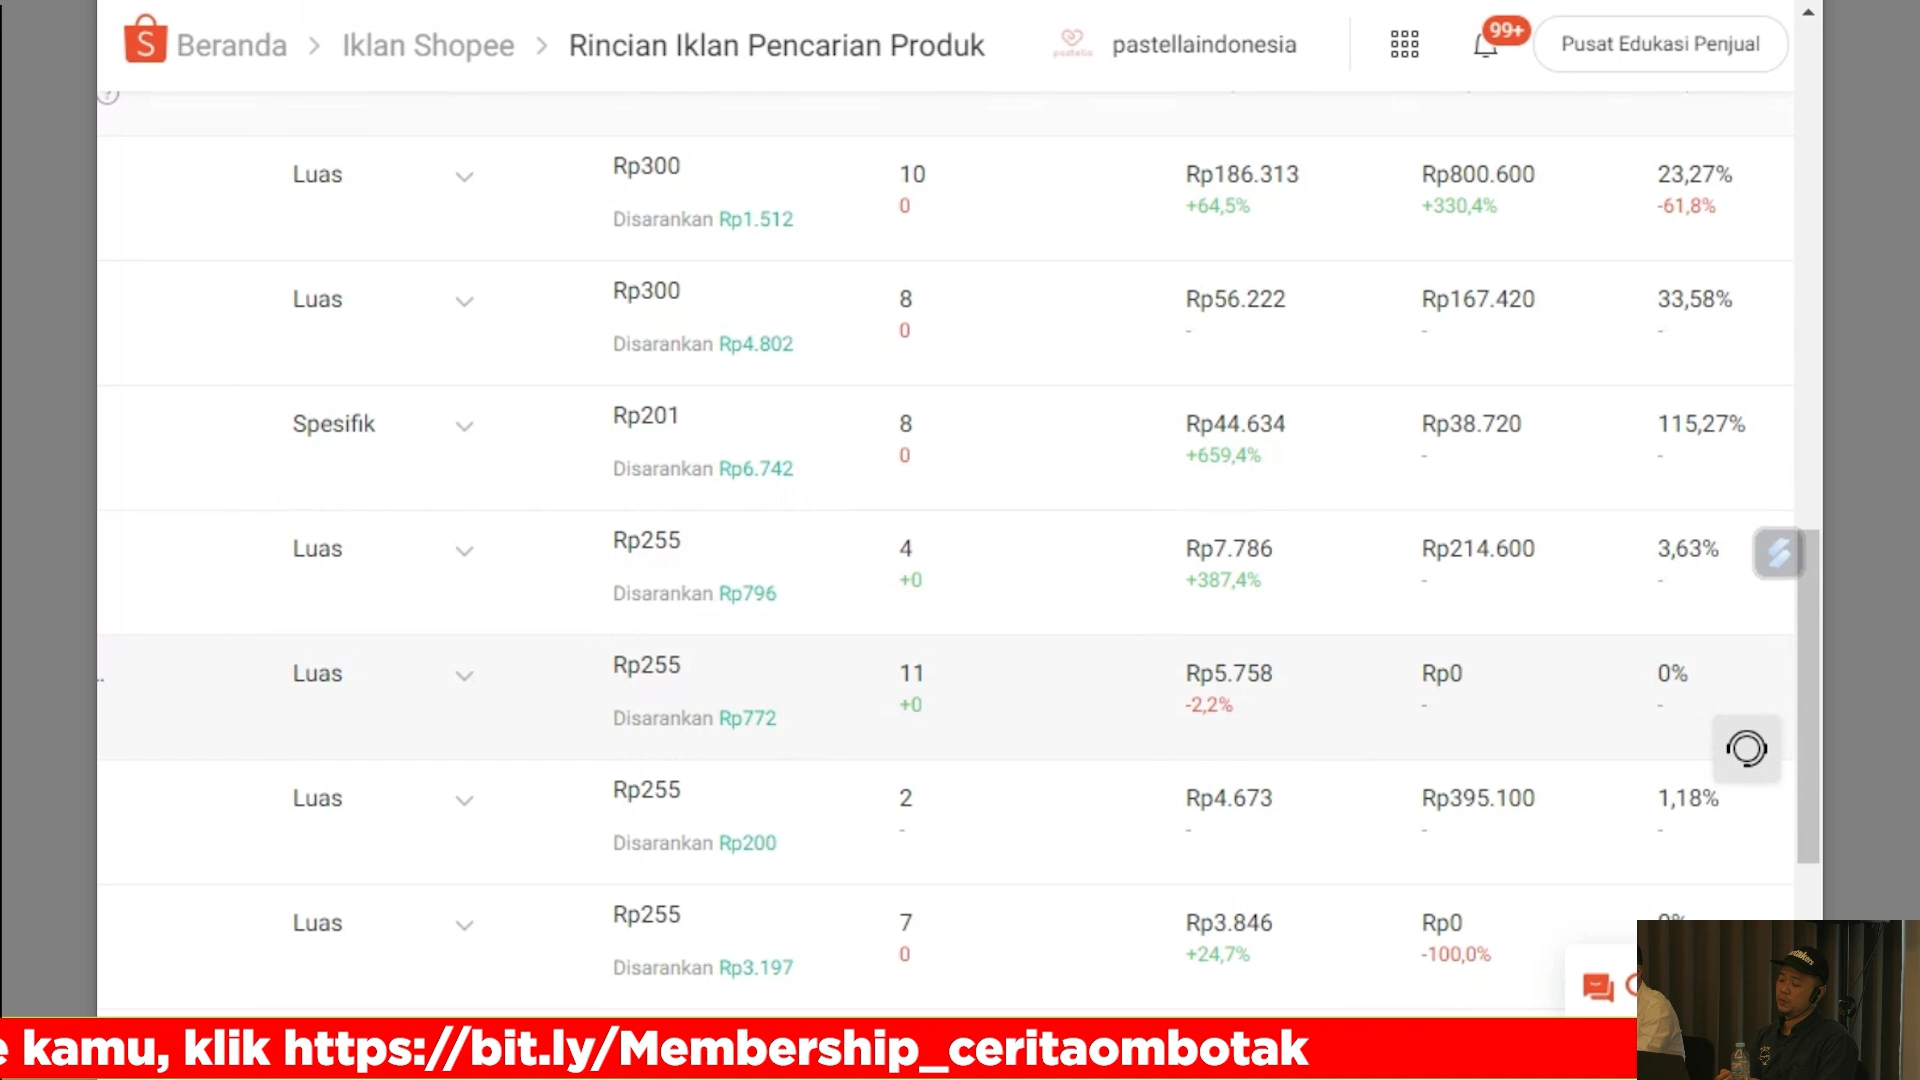 Beranda > Iklan Shopee > Rincian Iklan Pencarian Produk pastellaindonesia 99+ Pusat Edukasi Penjual
Luas Rp300 10 Rp186.313 Rp800.600 23,27%
Disarankan Rp1.512 0 +64,5% +330,4% -61,8%
Luas Rp300 8 Rp56.222 Rp167.420 33,58%
Disarankan Rp4.802 0 - - -
Spesifik Rp201 8 Rp44.634 Rp38.720 115,27%
Disarankan Rp6.742 0 +659,4% - -
Luas Rp255 4 Rp7.786 Rp214.600 3,63%
Disarankan Rp796 +0 +387,4% - -
.. Luas Rp255 11 Rp5.758 Rp0 0%
Disarankan Rp772 +0 -2,2% - -
Luas Rp255 2 Rp4.673 Rp395.100 1,18%
Disarankan Rp200 - - - -
Luas Rp255 7 Rp3.846 Rp0
Disarankan Rp3.197 0 +24,7% -100,0%
e kamu, klik https://bit.ly/Membership_ceritaombotak